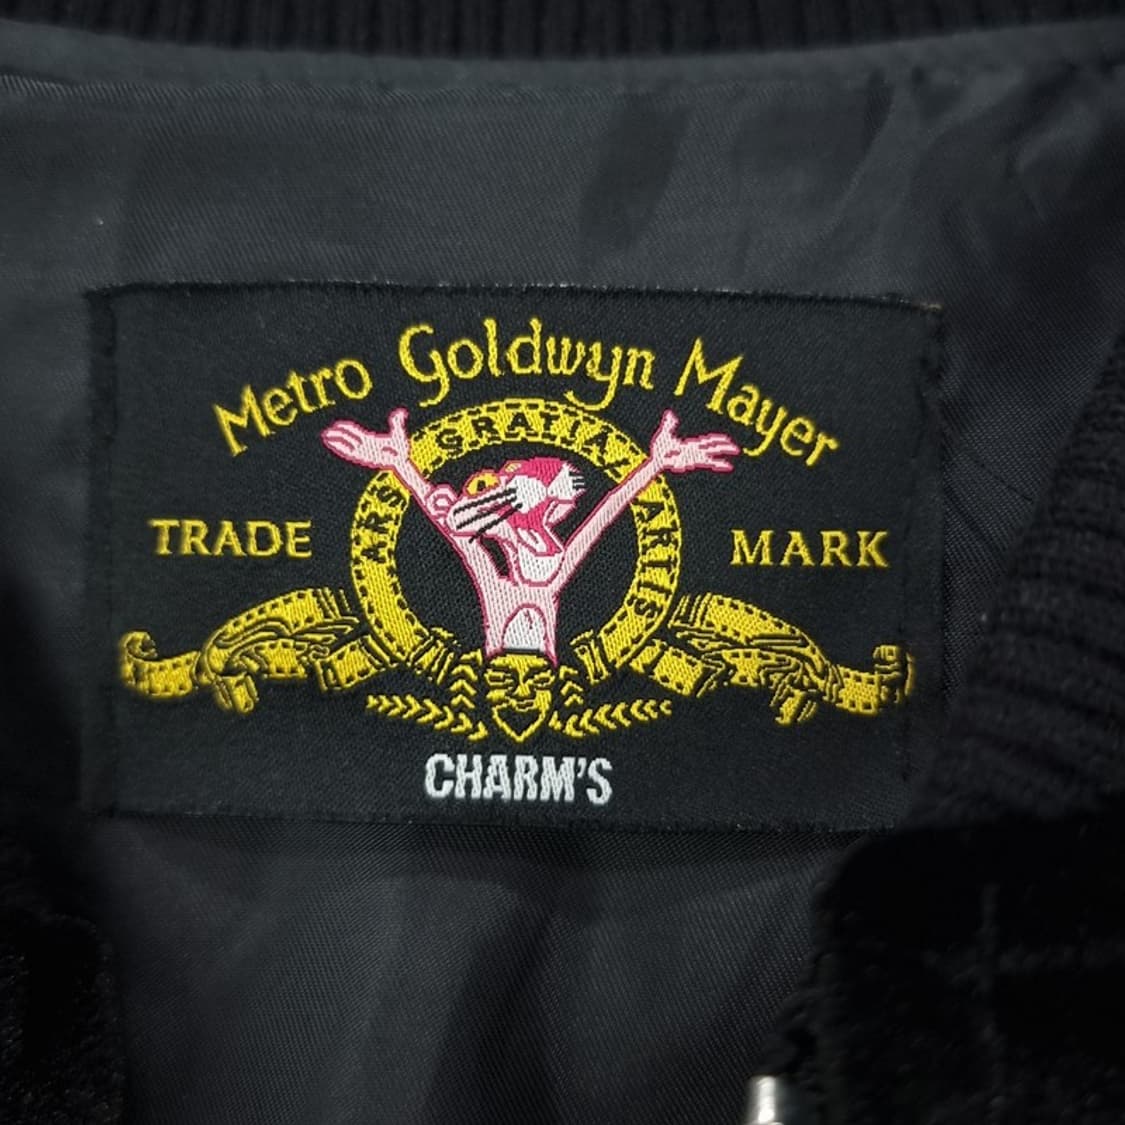 Metro Goldwyn Mayer
ARS GRATIA ARTIS
TRADE MARK
CHARM'S